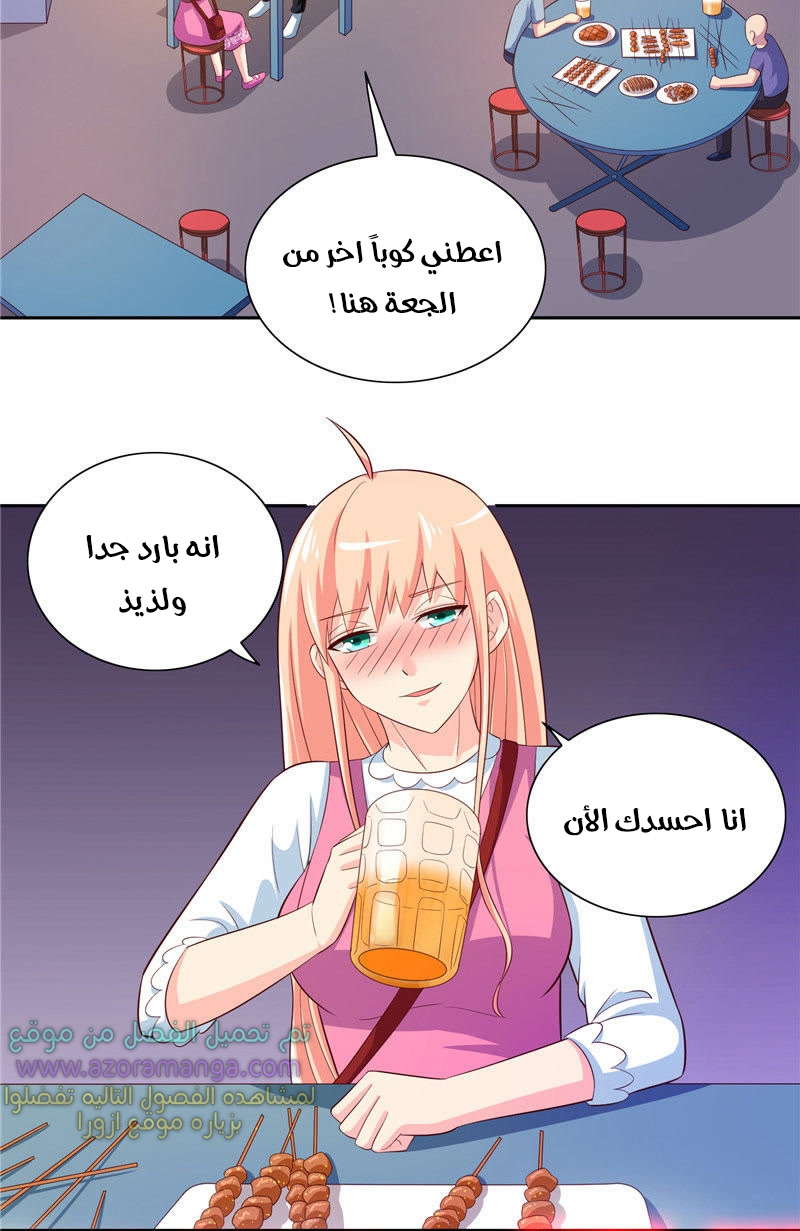 اعطني كوباً اخر من
الجعة هنا!
انه بارد جدا
ولذيذ
انا احسدك الأن
تم تحميل الفصل من موقع
www.azoramanga.com
لمشاهده الفصول التاليه تفضلوا
بزياره موقع ازورا